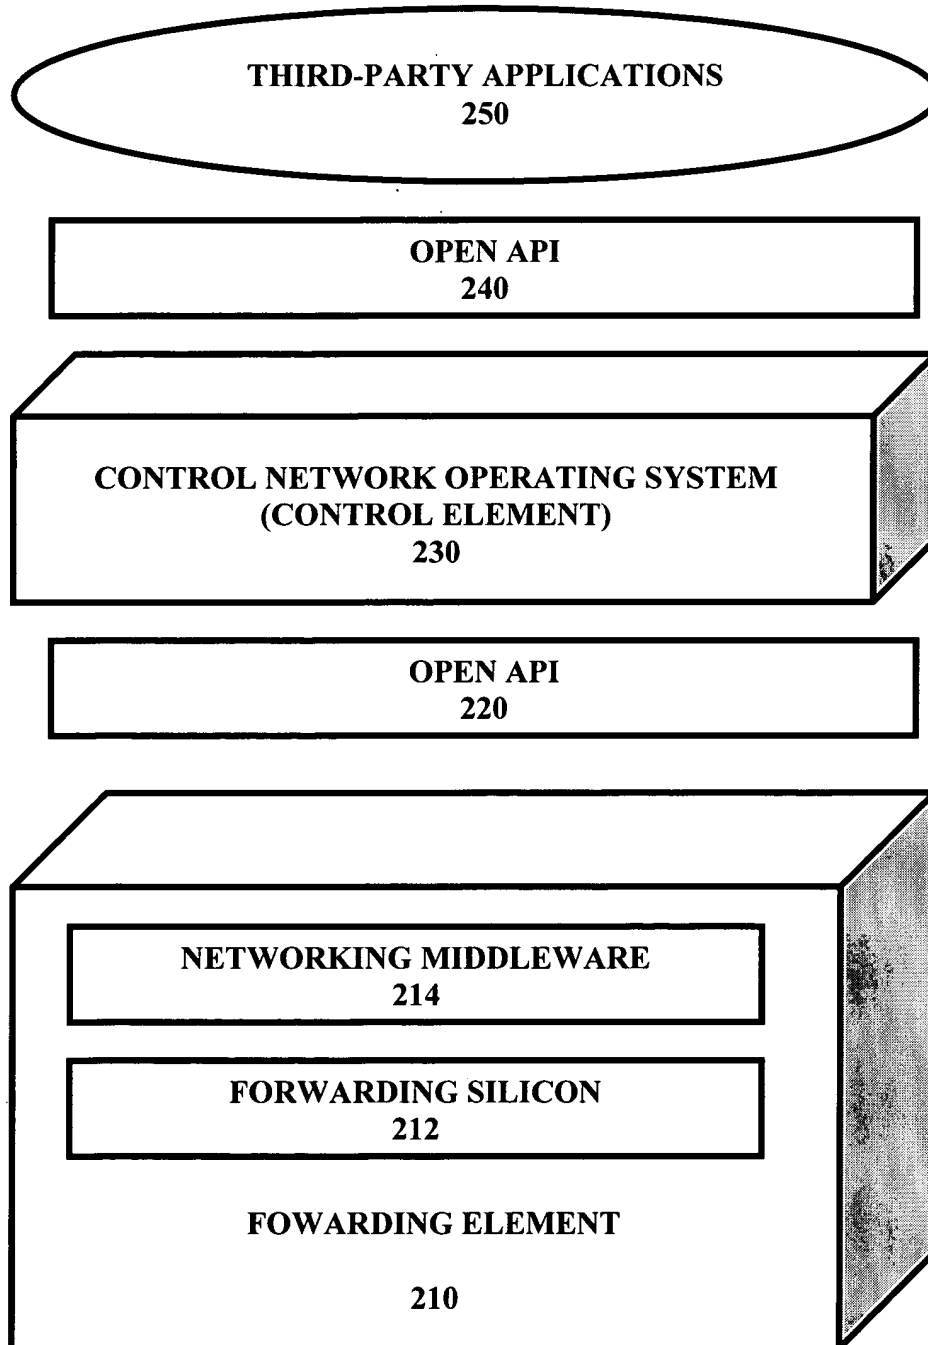 THIRD-PARTY APPLICATIONS
250
OPEN API
240
CONTROL NETWORK OPERATING SYSTEM
(CONTROL ELEMENT)
230
OPEN API
220
NETWORKING MIDDLEWARE
214
FORWARDING SILICON
212
FOWARDING ELEMENT
210